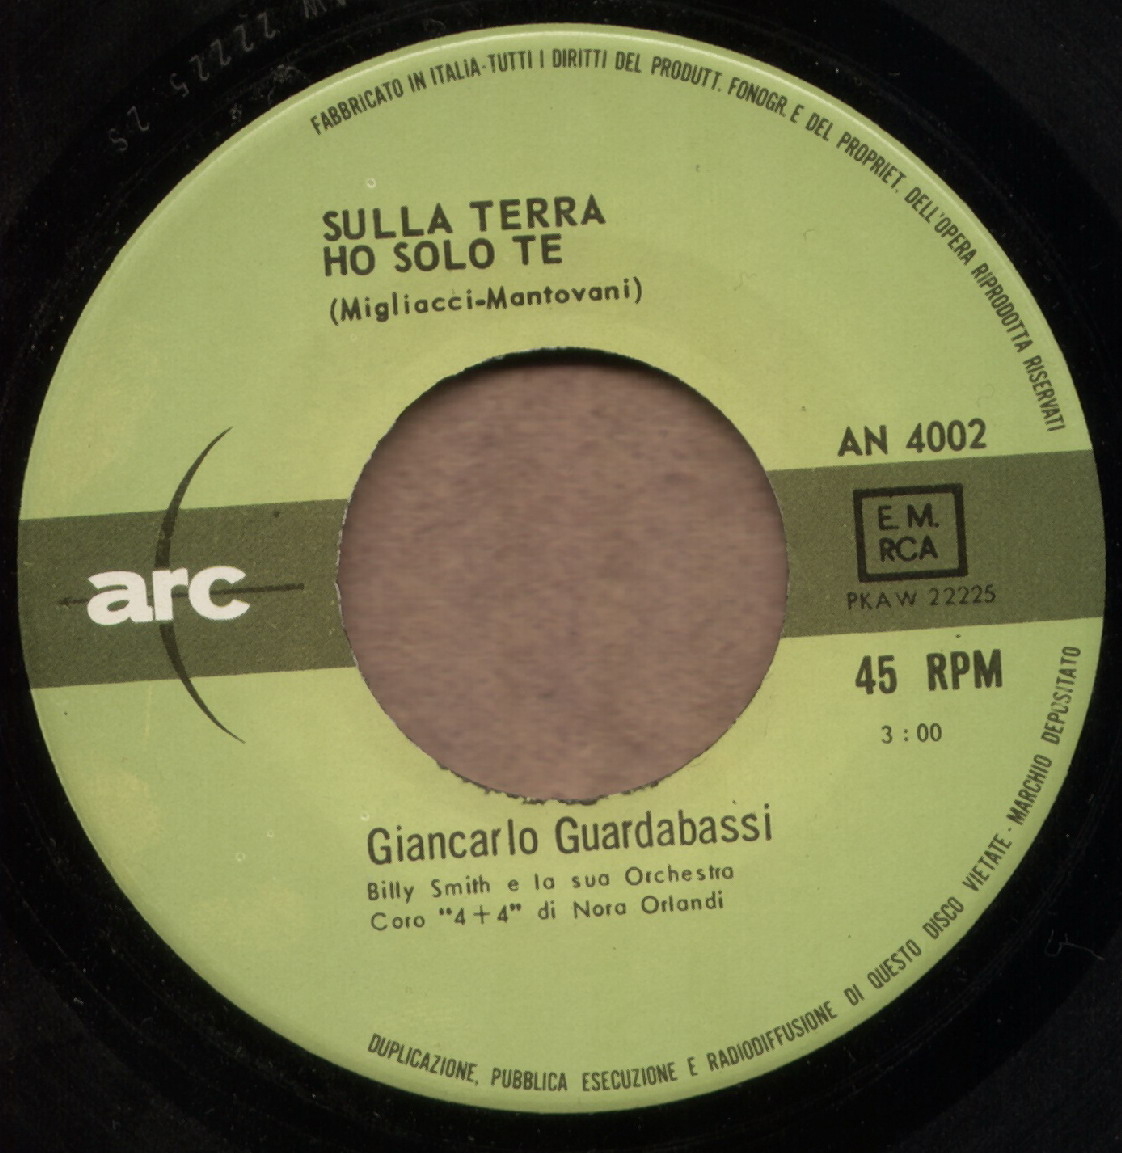 FABBRICATO IN ITALIA-TUTTI I DIRITTI DEL PRODUTT. FONOGR. E DEL PROPRIET. DELL'OPERA RIPRODOTTA RISERVATI
SULLA TERRA
HO SOLO TE
(Migliacci-Mantovani)
AN 4002
E. M.
RCA
arc
PKAW 22225
45 RPM
3 : 00
Giancarlo Guardabassi
Billy Smith e la sua Orchestra
Coro "4+4" di Nora Orlandi
DUPLICAZIONE, PUBBLICA ESECUZIONE E RADIODIFFUSIONE DI QUESTO DISCO VIETATE - MARCHIO DEPOSITATO